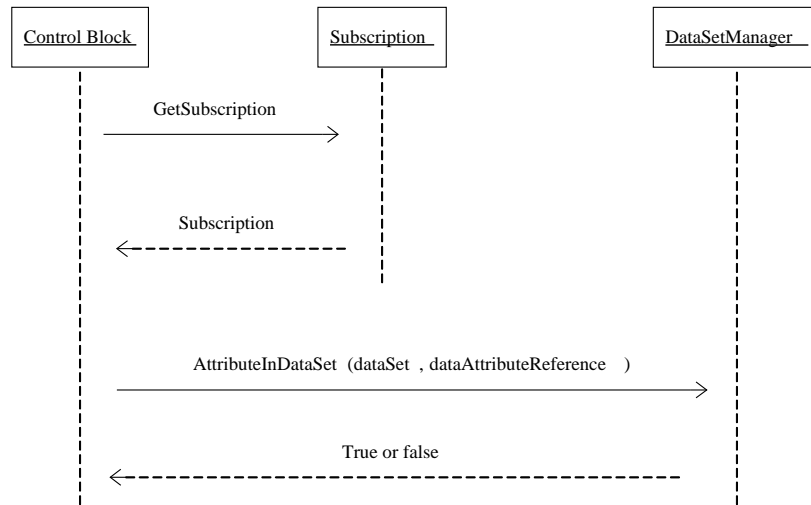 Control Block
Subscription
DataSetManager
GetSubscription
Subscription
AttributeInDataSet (dataSet , dataAttributeReference )
True or false